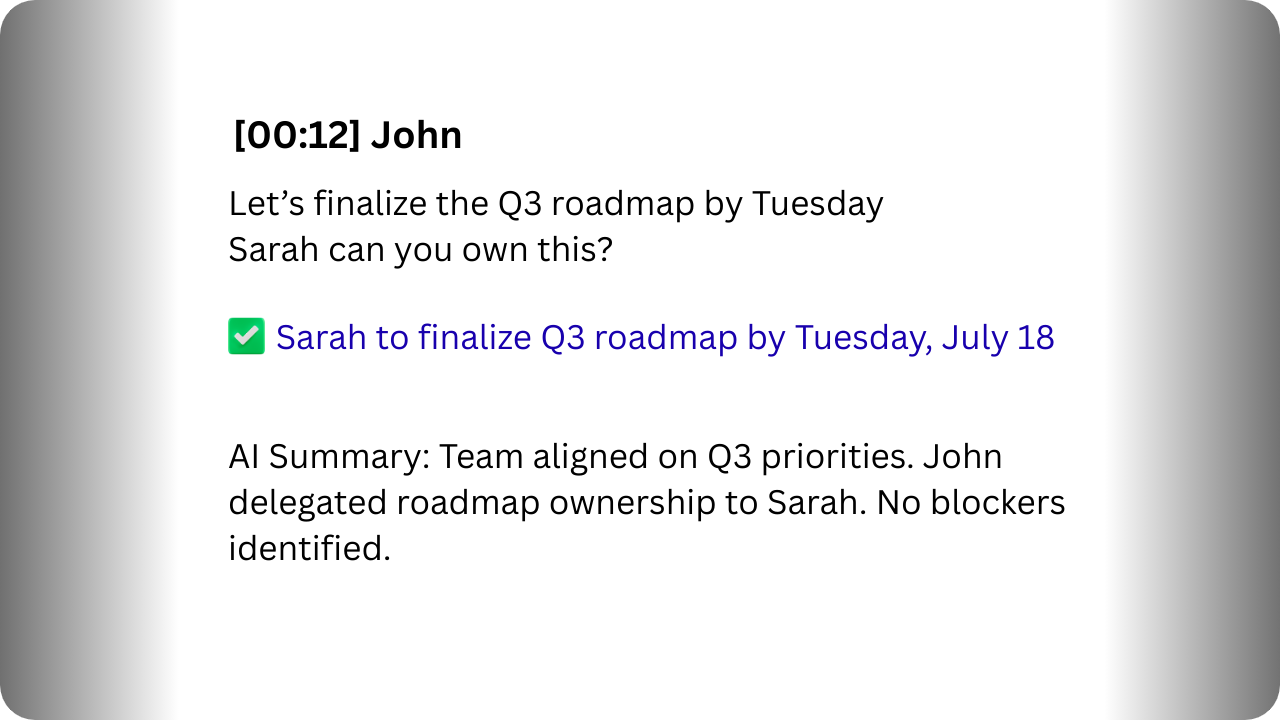 [00:12] John
Let’s finalize the Q3 roadmap by Tuesday
Sarah can you own this?
✅ Sarah to finalize Q3 roadmap by Tuesday, July 18
AI Summary: Team aligned on Q3 priorities. John
delegated roadmap ownership to Sarah. No blockers
identified.